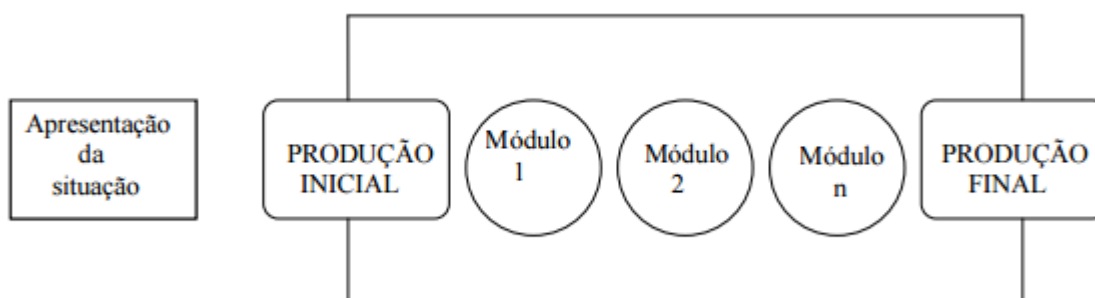 Apresentação
da
situação
PRODUÇÃO
INICIAL
Módulo
1
Módulo
2
Módulo
n
PRODUÇÃO
FINAL